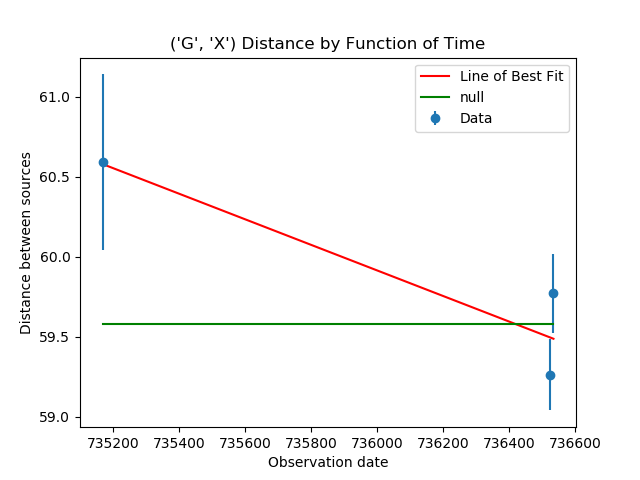 ('G', 'X') Distance by Function of Time
Line of Best Fit
null
Data
61.0
60.5
60.0
59.5
59.0
Distance between sources
735200 735400 735600 735800 736000 736200 736400 736600
Observation date